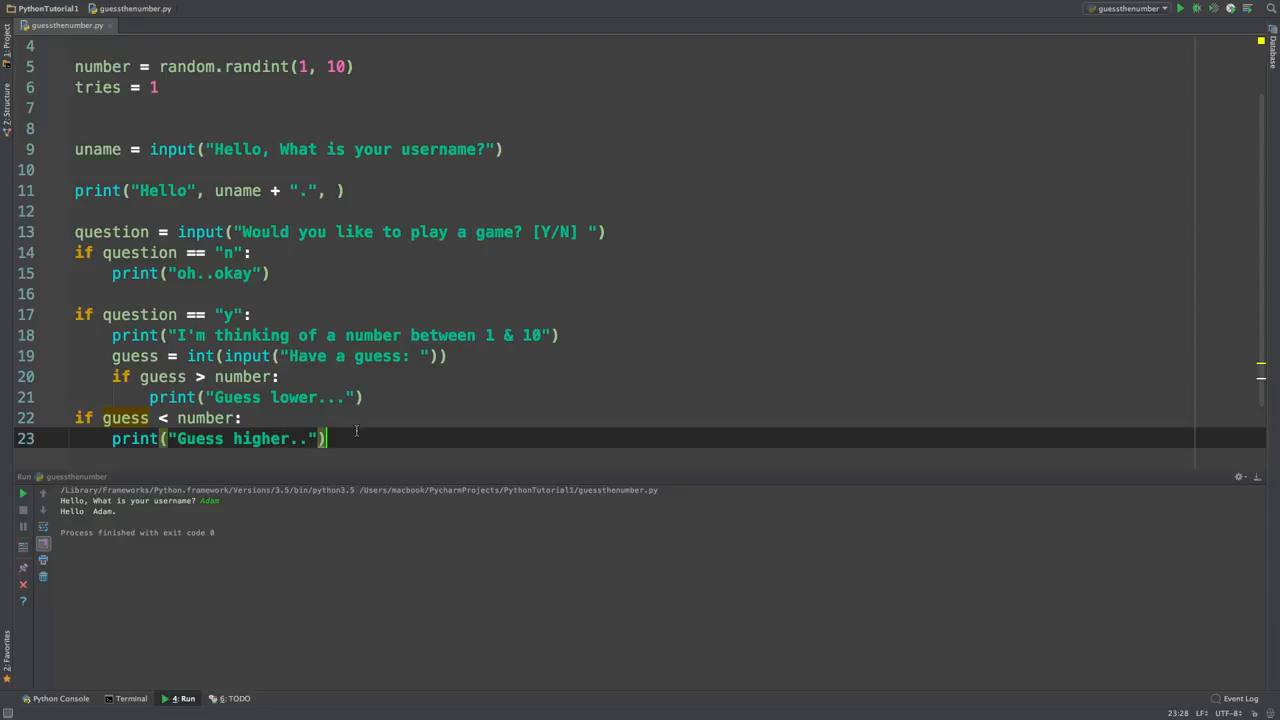 PythonTutorial1 guessthenumber.py guessthenumber
guessthenumber.py
1: Project
Z: Structure
2: Favorites
Database
4
5 number = random.randint(1, 10)
6 tries = 1
7
8
9 uname = input("Hello, What is your username?")
10
11 print("Hello", uname + ".", )
12
13 question = input("Would you like to play a game? [Y/N] ")
14 if question == "n":
15 print("oh..okay")
16
17 if question == "y":
18 print("I'm thinking of a number between 1 & 10")
19 guess = int(input("Have a guess: "))
20 if guess > number:
21 print("Guess lower...")
22 if guess < number:
23 print("Guess higher..")
Run guessthenumber
/Library/Frameworks/Python.framework/Versions/3.5/bin/python3.5 /Users/macbook/PycharmProjects/PythonTutorial1/guessthenumber.py
Hello, What is your username? Adam
Hello  Adam.
Process finished with exit code 0
Python Console Terminal 4: Run 6: TODO Event Log
23:28 LF÷ UTF-8÷